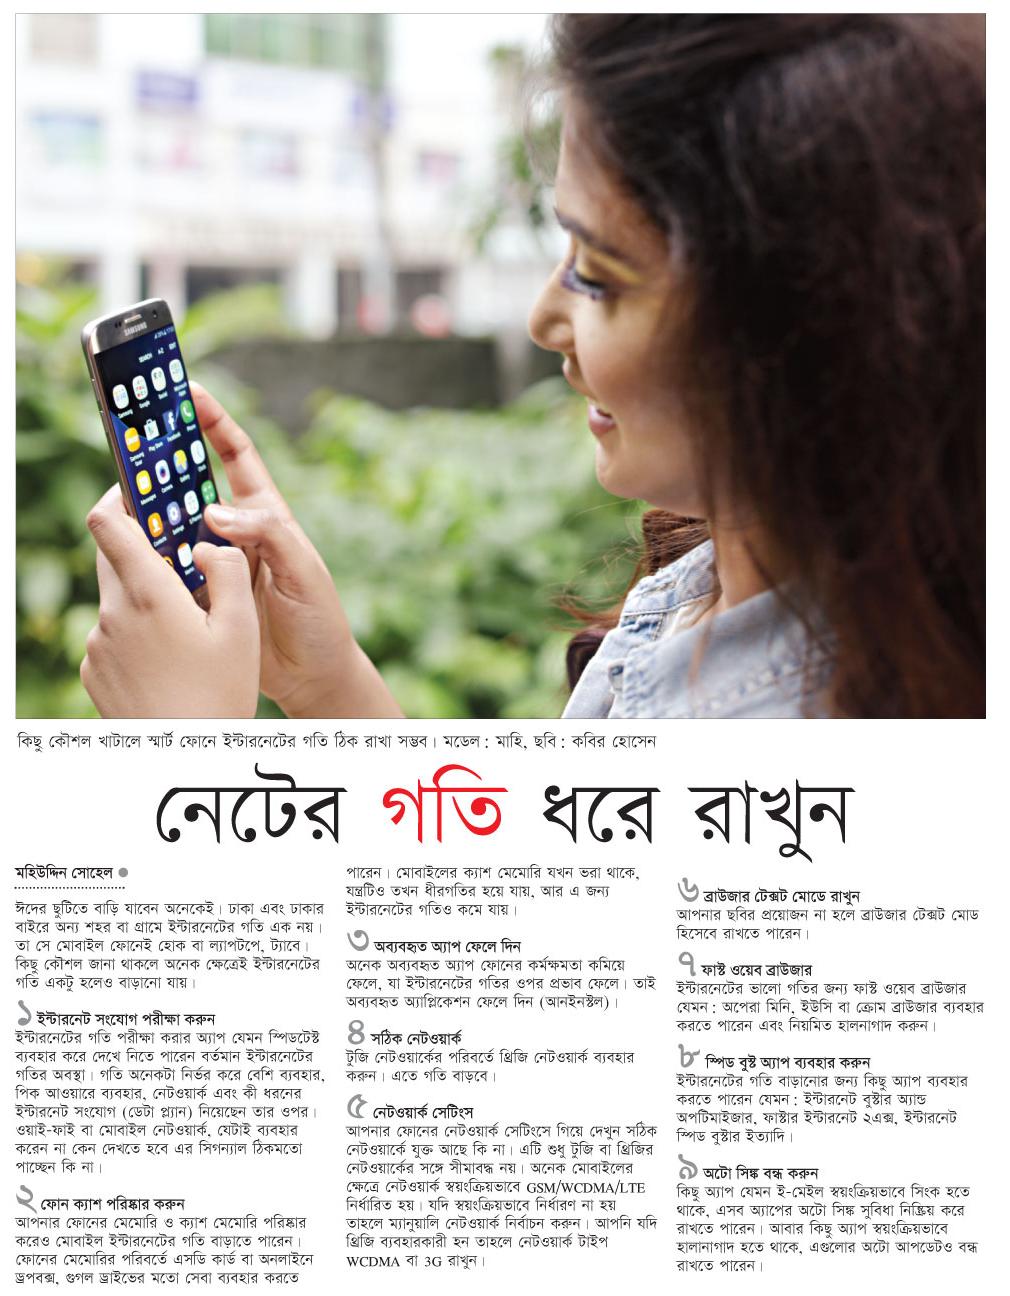 SAMSUNG
কিছু কৌশল খাটালে স্মার্ট ফোনে ইন্টারনেটের গতি ঠিক রাখা সম্ভব। মডেল : মাহি, ছবি : কবির হোসেন
নেটের গতি ধরে রাখুন
মহিউদ্দিন সোহেল ●
ঈদের ছুটিতে বাড়ি যাবেন অনেকেই। ঢাকা এবং ঢাকার
বাইরে অন্য শহর বা গ্রামে ইন্টারনেটের গতি এক নয়।
তা সে মোবাইল ফোনেই হোক বা ল্যাপটপে, ট্যাবে।
কিছু কৌশল জানা থাকলে অনেক ক্ষেত্রেই ইন্টারনেটের
গতি একটু হলেও বাড়ানো যায়।
১ ইন্টারনেট সংযোগ পরীক্ষা করুন
ইন্টারনেটের গতি পরীক্ষা করার অ্যাপ যেমন স্পিডটেস্ট
ব্যবহার করে দেখে নিতে পারেন বর্তমান ইন্টারনেটের
গতির অবস্থা। গতি অনেকটা নির্ভর করে বেশি ব্যবহার,
পিক আওয়ারে ব্যবহার, নেটওয়ার্ক এবং কী ধরনের
ইন্টারনেট সংযোগ (ডেটা প্ল্যান) নিয়েছেন তার ওপর।
ওয়াই-ফাই বা মোবাইল নেটওয়ার্ক, যেটাই ব্যবহার
করেন না কেন দেখতে হবে এর সিগন্যাল ঠিকমতো
পাচ্ছেন কি না।
২ ফোন ক্যাশ পরিষ্কার করুন
আপনার ফোনের মেমোরি ও ক্যাশ মেমোরি পরিষ্কার
করেও মোবাইল ইন্টারনেটের গতি বাড়াতে পারেন।
ফোনের মেমোরির পরিবর্তে এসডি কার্ড বা অনলাইনে
ড্রপবক্স, গুগল ড্রাইভের মতো সেবা ব্যবহার করতে
পারেন। মোবাইলের ক্যাশ মেমোরি যখন ভরা থাকে,
যন্ত্রটিও তখন ধীরগতির হয়ে যায়, আর এ জন্য
ইন্টারনেটের গতিও কমে যায়।
৩ অব্যবহৃত অ্যাপ ফেলে দিন
অনেক অব্যবহৃত অ্যাপ ফোনের কর্মক্ষমতা কমিয়ে
ফেলে, যা ইন্টারনেটের গতির ওপর প্রভাব ফেলে। তাই
অব্যবহৃত অ্যাপ্লিকেশন ফেলে দিন (আনইনস্টল)।
৪ সঠিক নেটওয়ার্ক
টুজি নেটওয়ার্কের পরিবর্তে থ্রিজি নেটওয়ার্ক ব্যবহার
করুন। এতে গতি বাড়বে।
৫ নেটওয়ার্ক সেটিংস
আপনার ফোনের নেটওয়ার্ক সেটিংসে গিয়ে দেখুন সঠিক
নেটওয়ার্কে যুক্ত আছে কি না। এটি শুধু টুজি বা থ্রিজির
নেটওয়ার্কের সঙ্গে সীমাবদ্ধ নয়। অনেক মোবাইলের
ক্ষেত্রে নেটওয়ার্ক স্বয়ংক্রিয়ভাবে GSM/WCDMA/LTE
নির্ধারিত হয়। যদি স্বয়ংক্রিয়ভাবে নির্ধারণ না হয়
তাহলে ম্যানুয়ালি নেটওয়ার্ক নির্বাচন করুন। আপনি যদি
থ্রিজি ব্যবহারকারী হন তাহলে নেটওয়ার্ক টাইপ
WCDMA বা 3G রাখুন।
৬ ব্রাউজার টেক্সট মোডে রাখুন
আপনার ছবির প্রয়োজন না হলে ব্রাউজার টেক্সট মোড
হিসেবে রাখতে পারেন।
৭ ফাস্ট ওয়েব ব্রাউজার
ইন্টারনেটের ভালো গতির জন্য ফাস্ট ওয়েব ব্রাউজার
যেমন : অপেরা মিনি, ইউসি বা ক্রোম ব্রাউজার ব্যবহার
করতে পারেন এবং নিয়মিত হালনাগাদ করুন।
৮ স্পিড বুস্ট অ্যাপ ব্যবহার করুন
ইন্টারনেটের গতি বাড়ানোর জন্য কিছু অ্যাপ ব্যবহার
করতে পারেন যেমন : ইন্টারনেট বুস্টার অ্যান্ড
অপটিমাইজার, ফাস্টার ইন্টারনেট ২এক্স, ইন্টারনেট
স্পিড বুস্টার ইত্যাদি।
৯ অটো সিঙ্ক বন্ধ করুন
কিছু অ্যাপ যেমন ই-মেইল স্বয়ংক্রিয়ভাবে সিংক হতে
থাকে, এসব অ্যাপের অটো সিঙ্ক সুবিধা নিষ্ক্রিয় করে
রাখতে পারেন। আবার কিছু অ্যাপ স্বয়ংক্রিয়ভাবে
হালানাগাদ হতে থাকে, এগুলোর অটো আপডেটও বন্ধ
রাখতে পারেন।